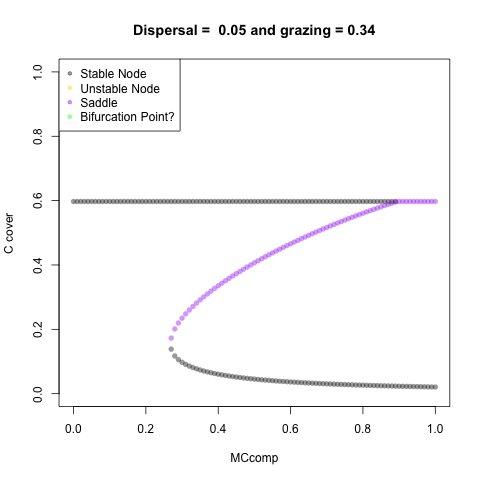 Dispersal =  0.05 and grazing = 0.34
Stable Node
Unstable Node
Saddle
Bifurcation Point?
C cover
1.0
0.8
0.6
0.4
0.2
0.0
0.0 0.2 0.4 0.6 0.8 1.0
MCcomp